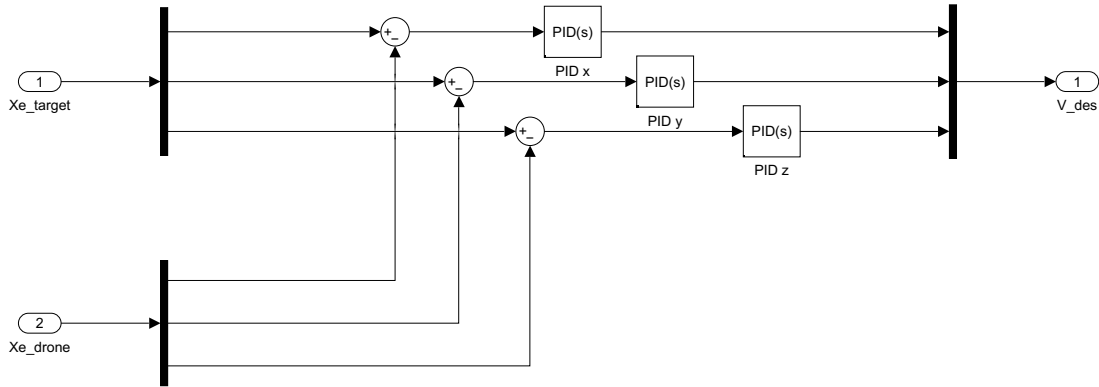 +_
PID(s)
PID x
1
Xe_target
+_
PID(s)
PID y
1
V_des
+_
PID(s)
PID z
2
Xe_drone